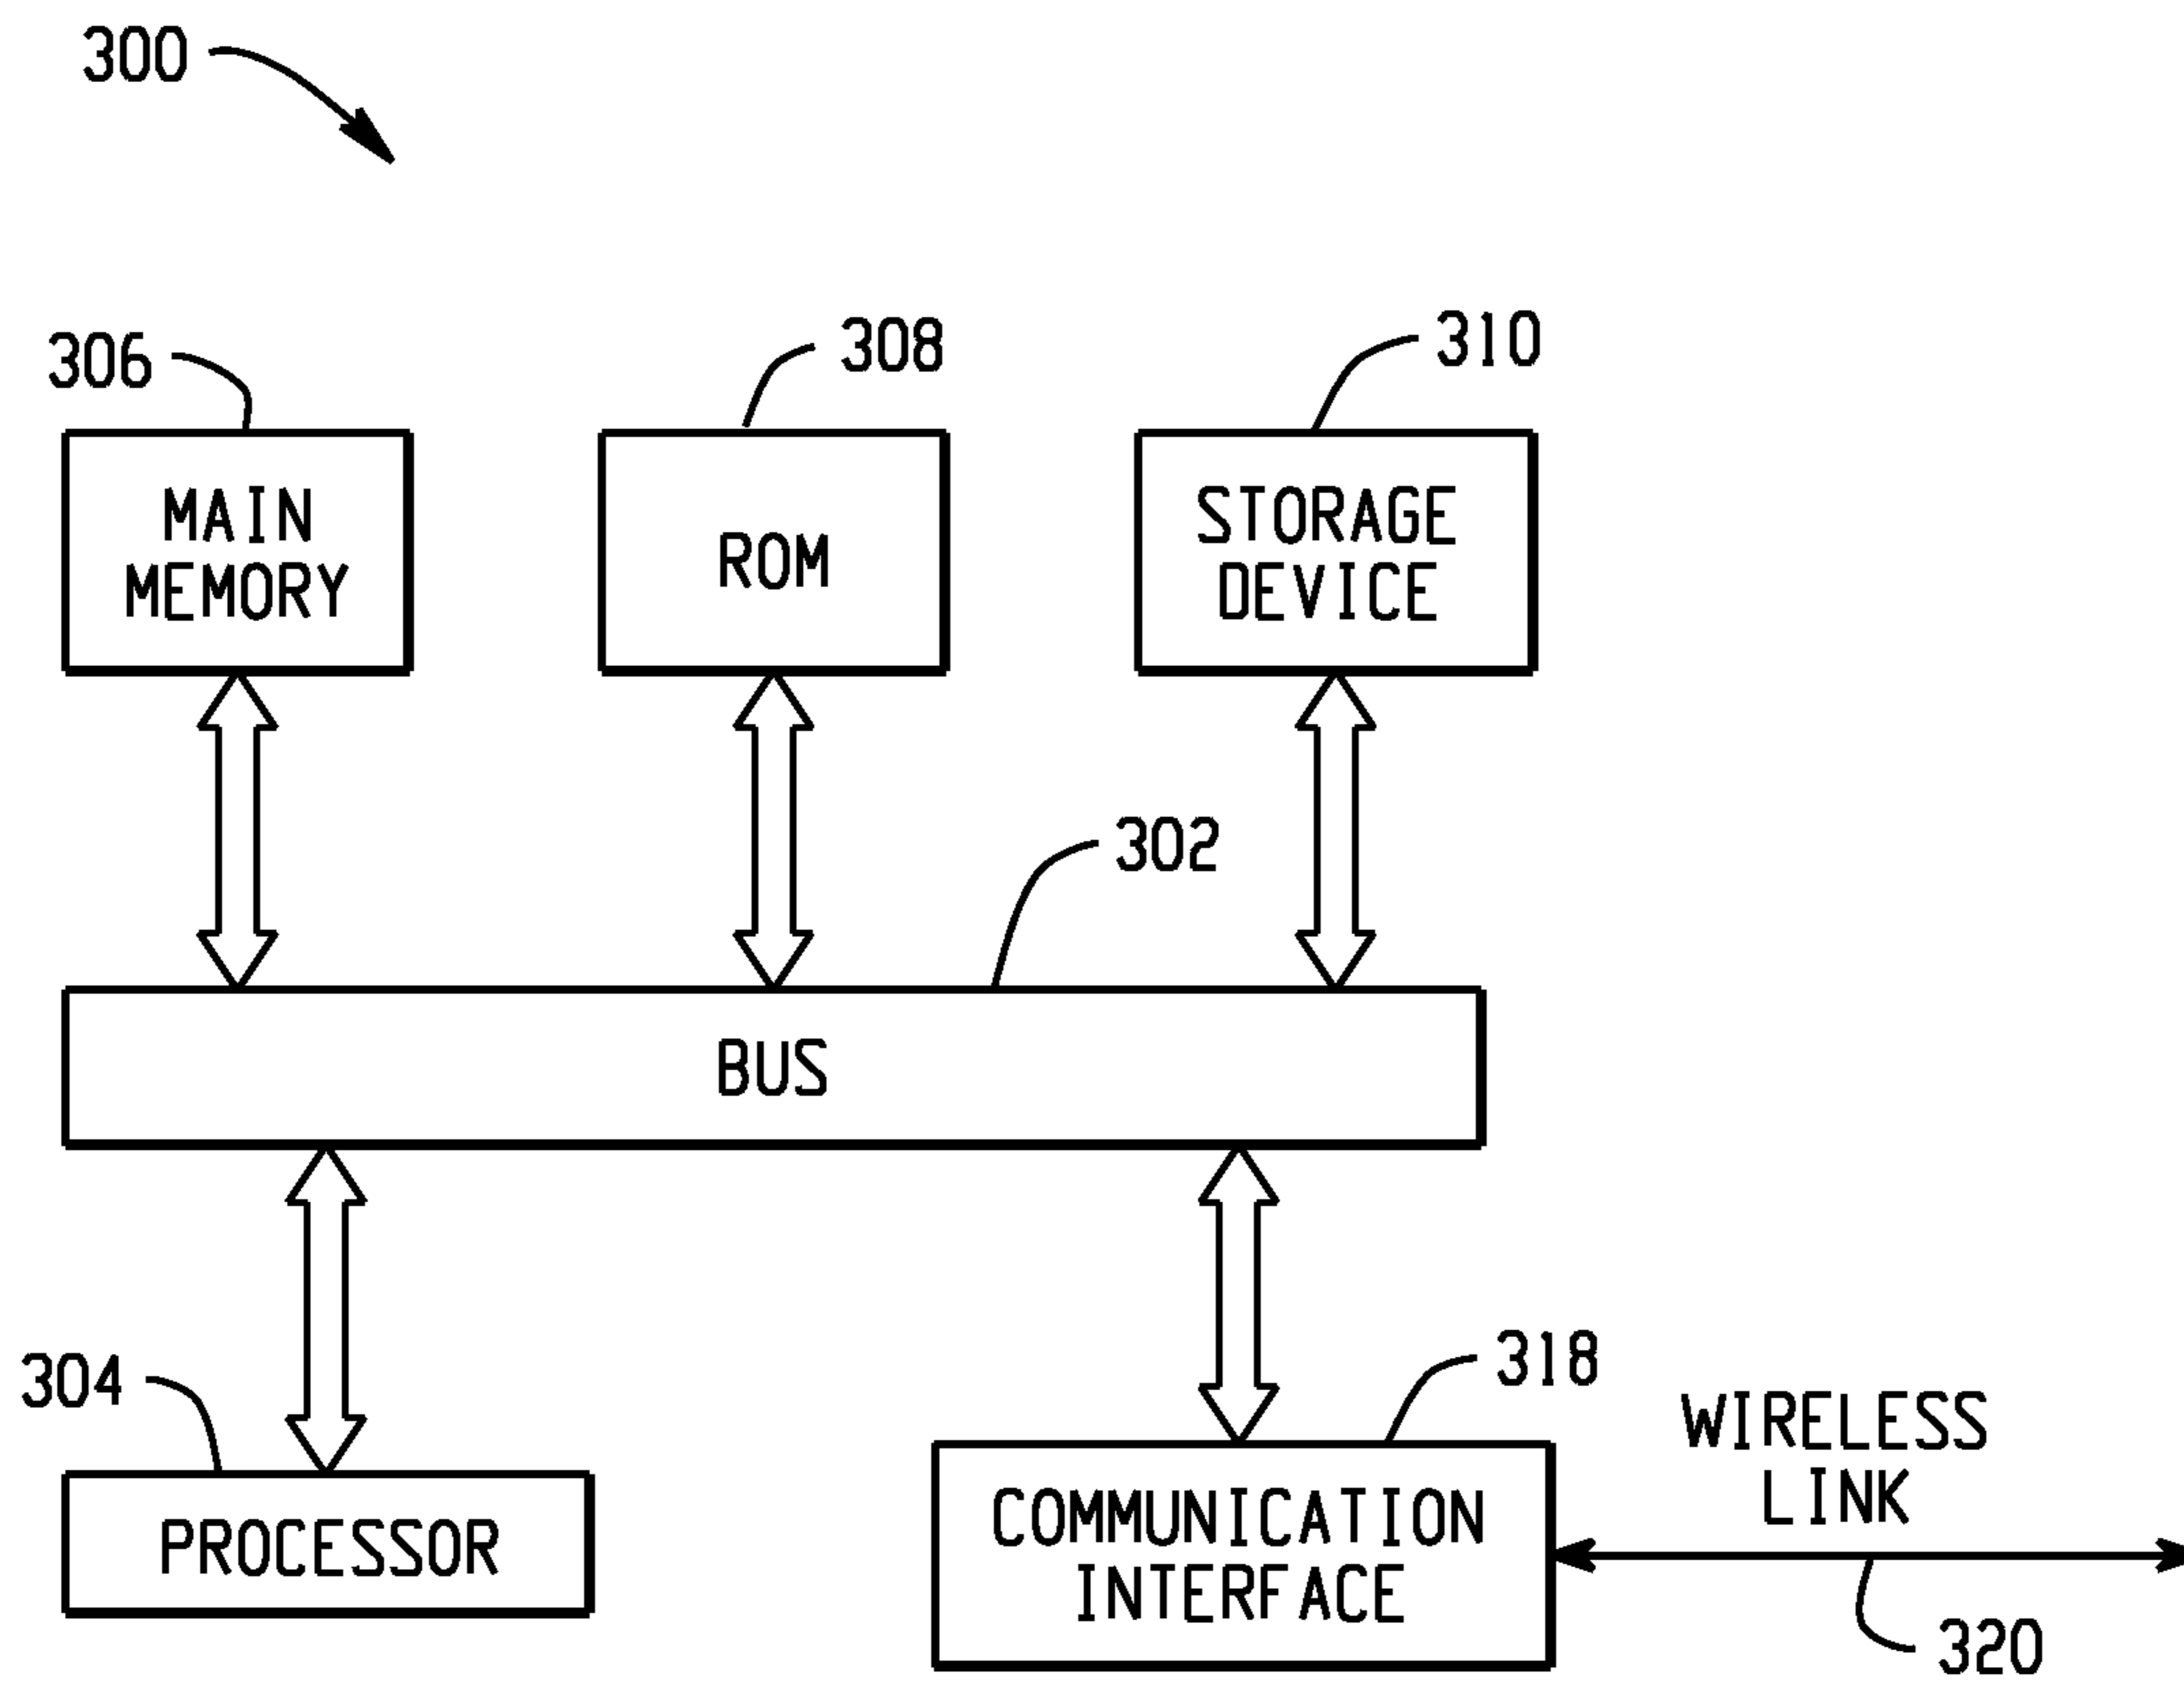 300
306
308
310
MAIN
MEMORY
ROM
STORAGE
DEVICE
302
BUS
304
318
PROCESSOR
COMMUNICATION
INTERFACE
WIRELESS
LINK
320